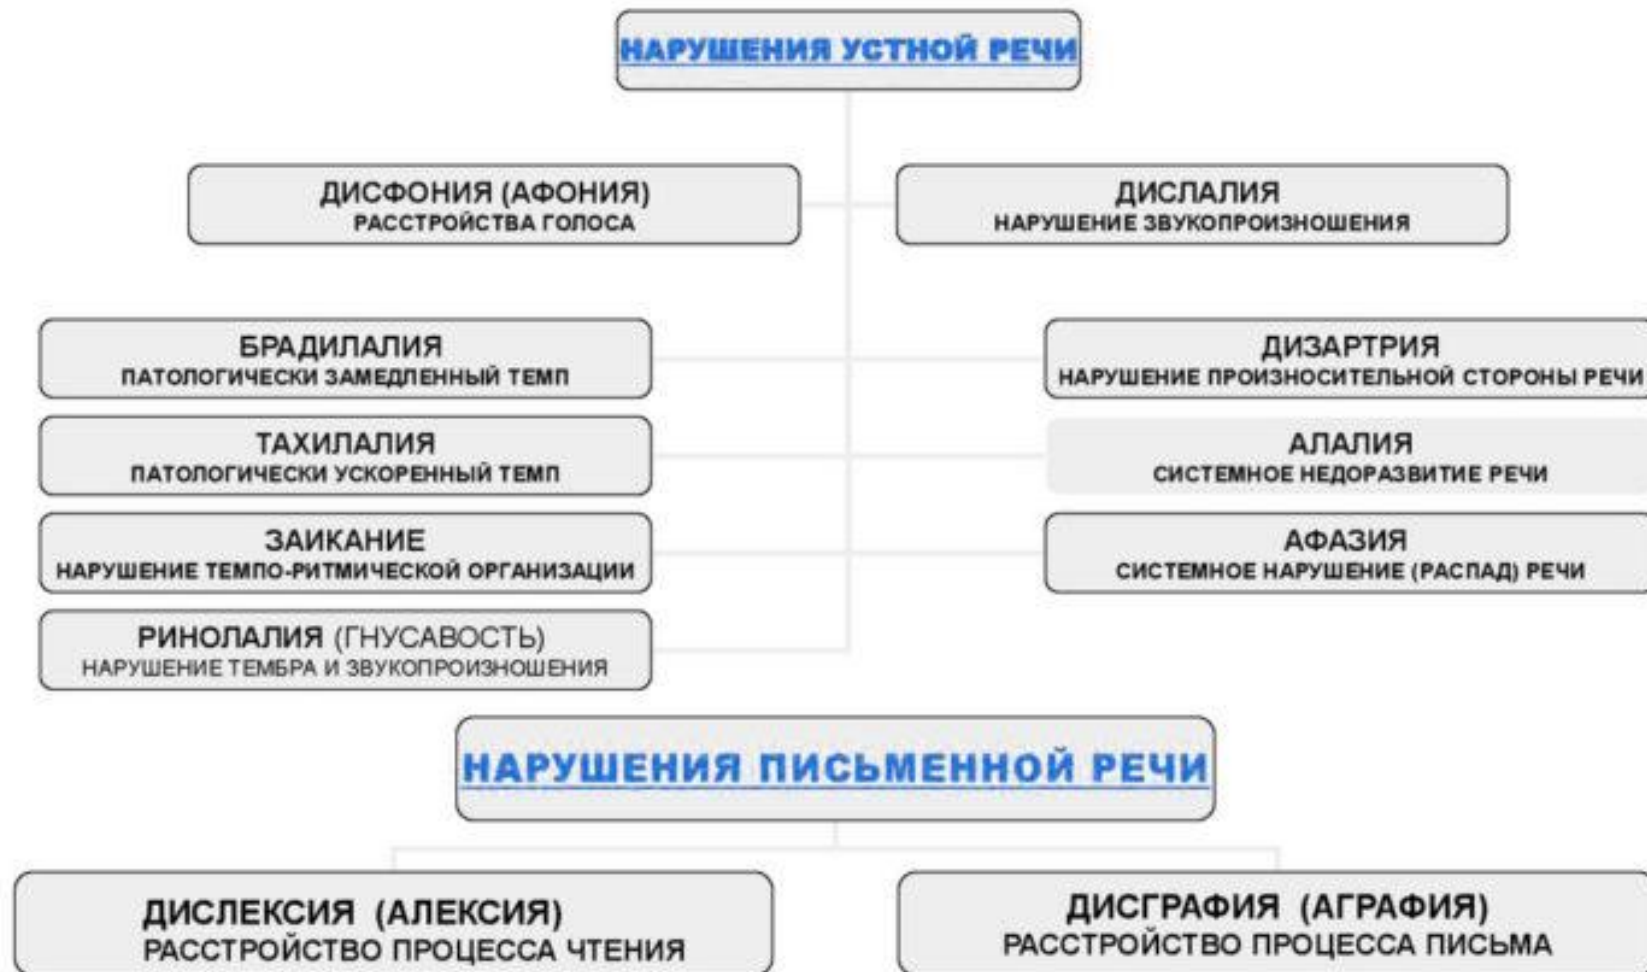 НАРУШЕНИЯ УСТНОЙ РЕЧИ
ДИСФОНИЯ (АФОНИЯ)
РАССТРОЙСТВА ГОЛОСА
ДИСЛАЛИЯ
НАРУШЕНИЕ ЗВУКОПРОИЗНОШЕНИЯ
БРАДИЛАЛИЯ
ПАТОЛОГИЧЕСКИ ЗАМЕДЛЕННЫЙ ТЕМП
ДИЗАРТРИЯ
НАРУШЕНИЕ ПРОИЗНОСИТЕЛЬНОЙ СТОРОНЫ РЕЧИ
ТАХИЛАЛИЯ
ПАТОЛОГИЧЕСКИ УСКОРЕННЫЙ ТЕМП
АЛАЛИЯ
СИСТЕМНОЕ НЕДОРАЗВИТИЕ РЕЧИ
ЗАИКАНИЕ
НАРУШЕНИЕ ТЕМПО-РИТМИЧЕСКОЙ ОРГАНИЗАЦИИ
АФАЗИЯ
СИСТЕМНОЕ НАРУШЕНИЕ (РАСПАД) РЕЧИ
РИНОЛАЛИЯ (ГНУСАВОСТЬ)
НАРУШЕНИЕ ТЕМБРА И ЗВУКОПРОИЗНОШЕНИЯ
НАРУШЕНИЯ ПИСЬМЕННОЙ РЕЧИ
ДИСЛЕКСИЯ (АЛЕКСИЯ)
РАССТРОЙСТВО ПРОЦЕССА ЧТЕНИЯ
ДИСГРАФИЯ (АГРАФИЯ)
РАССТРОЙСТВО ПРОЦЕССА ПИСЬМА